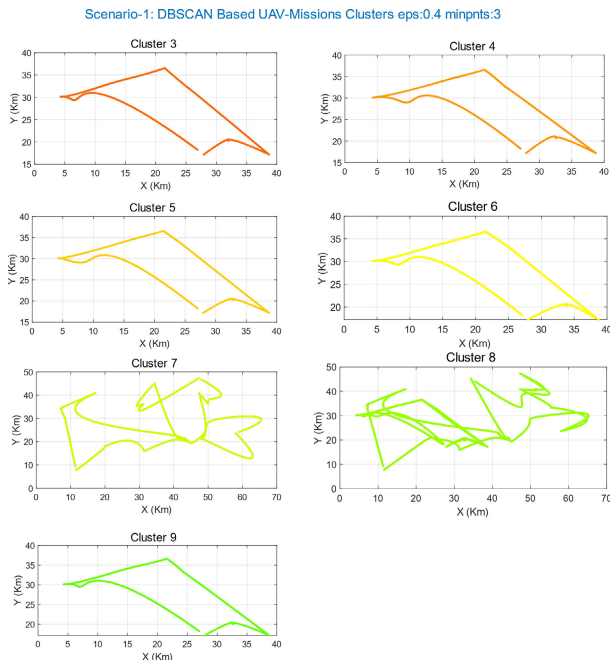 Scenario-1: DBSCAN Based UAV-Missions Clusters eps:0.4 minpnts:3
Cluster 3
40
35
30
25
20
15
Y (Km)
0 5 10 15 20 25 30 35 40
X (Km)
Cluster 4
40
35
30
25
20
15
Y (Km)
0 5 10 15 20 25 30 35 40
X (Km)
Cluster 5
40
35
30
25
20
15
Y (Km)
0 5 10 15 20 25 30 35 40
X (Km)
Cluster 6
40
35
30
25
20
Y (Km)
0 5 10 15 20 25 30 35 40
X (Km)
Cluster 7
50
40
30
20
10
0
Y (Km)
0 10 20 30 40 50 60 70
X (Km)
Cluster 8
50
40
30
20
10
0
Y (Km)
0 10 20 30 40 50 60 70
X (Km)
Cluster 9
40
35
30
25
20
Y (Km)
0 5 10 15 20 25 30 35 40
X (Km)